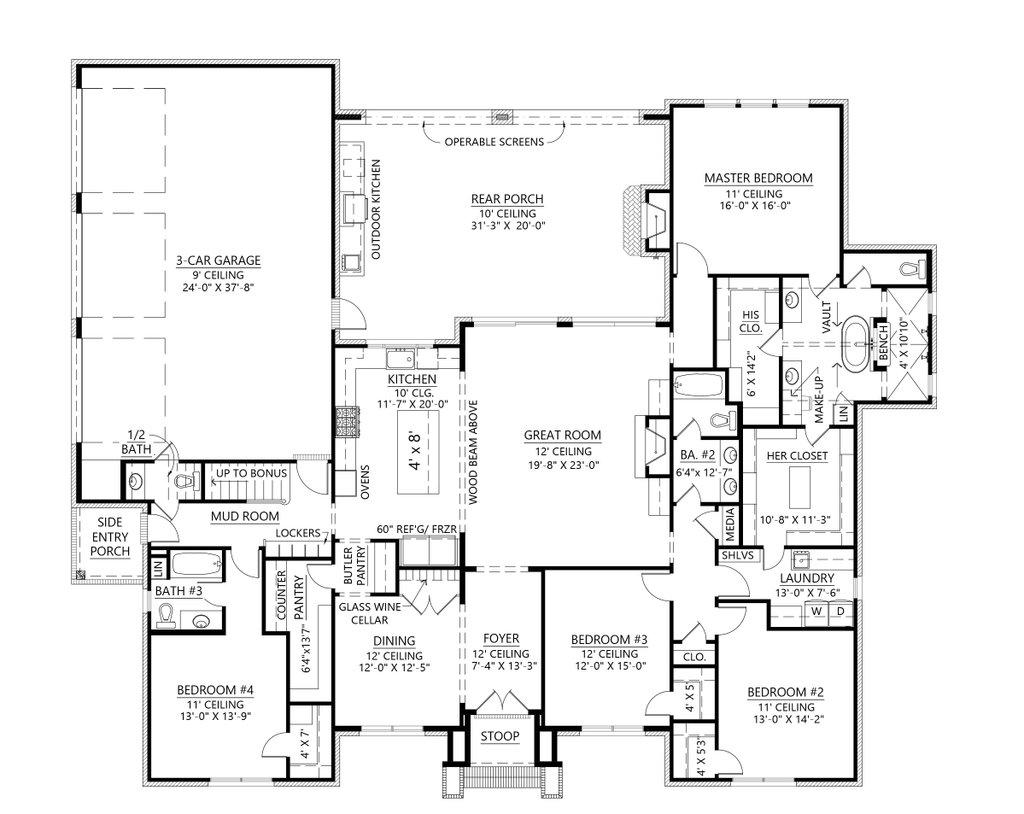 OPERABLE SCREENS
OUTDOOR KITCHEN
REAR PORCH
10' CEILING
31'-3" X 20'-0"
MASTER BEDROOM
11' CEILING
16'-0" X 16'-0"
3-CAR GARAGE
9' CEILING
24'-0" X 37'-8"
HIS
CLO.
6' X 14'2"
VAULT
MAKE-UP
BENCH
4' X 10'10"
LIN
KITCHEN
10' CLG.
11'-7" X 20'-0"
4' X 8'
OVENS
WOOD BEAM ABOVE
GREAT ROOM
12' CEILING
19'-8" X 23'-0"
BA. #2
6'4"x 12'-7"
HER CLOSET
10'-8" X 11'-3"
1/2
BATH
UP TO BONUS
MUD ROOM
LOCKERS
SIDE
ENTRY
PORCH
60" REF'G/ FRZR
MEDIA
SHLVS
LAUNDRY
13'-0" X 7'-6"
W
D
LIN
BATH #3
COUNTER
PANTRY
6'4"x13'7"
BUTLER
PANTRY
GLASS WINE
CELLAR
DINING
12' CEILING
12'-0" X 12'-5"
FOYER
12' CEILING
7'-4" X 13'-3"
BEDROOM #3
12' CEILING
12'-0" X 15'-0"
CLO.
4' X 5'
BEDROOM #2
11' CEILING
13'-0" X 14'-2"
4' X 5'3"
BEDROOM #4
11' CEILING
13'-0" X 13'-9"
4' X 7'
STOOP